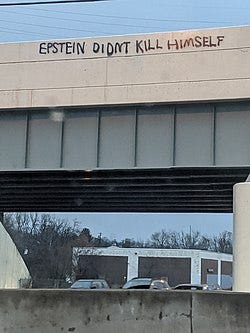 EPSTEIN DIDNT KILL HIMSELF